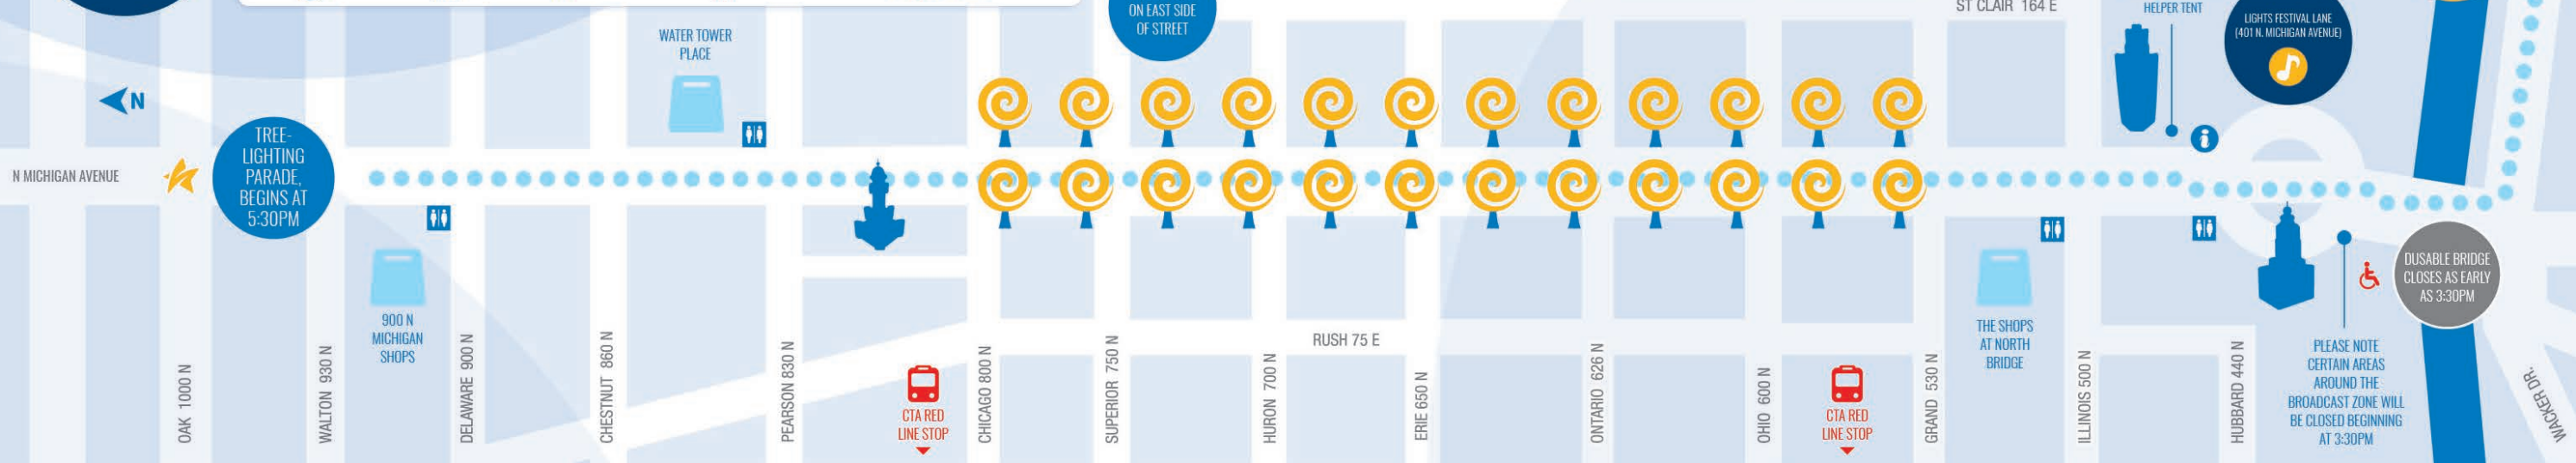 ON EAST SIDE
OF STREET
ST CLAIR 164 E
HELPER TENT
LIGHTS FESTIVAL LANE
(401 N. MICHIGAN AVENUE)
WATER TOWER
PLACE
N
TREE-
LIGHTING
PARADE,
BEGINS AT
5:30PM
N MICHIGAN AVENUE
900 N
MICHIGAN
SHOPS
DUSABLE BRIDGE
CLOSES AS EARLY
AS 3:30PM
RUSH 75 E
THE SHOPS
AT NORTH
BRIDGE
PLEASE NOTE
CERTAIN AREAS
AROUND THE
BROADCAST ZONE WILL
BE CLOSED BEGINNING
AT 3:30PM
OAK 1000 N
WALTON 930 N
DELAWARE 900 N
CHESTNUT 860 N
PEARSON 830 N
CTA RED
LINE STOP
CHICAGO 800 N
SUPERIOR 750 N
HURON 700 N
ERIE 650 N
ONTARIO 626 N
OHIO 600 N
CTA RED
LINE STOP
GRAND 530 N
ILLINOIS 500 N
HUBBARD 440 N
WACKER DR.